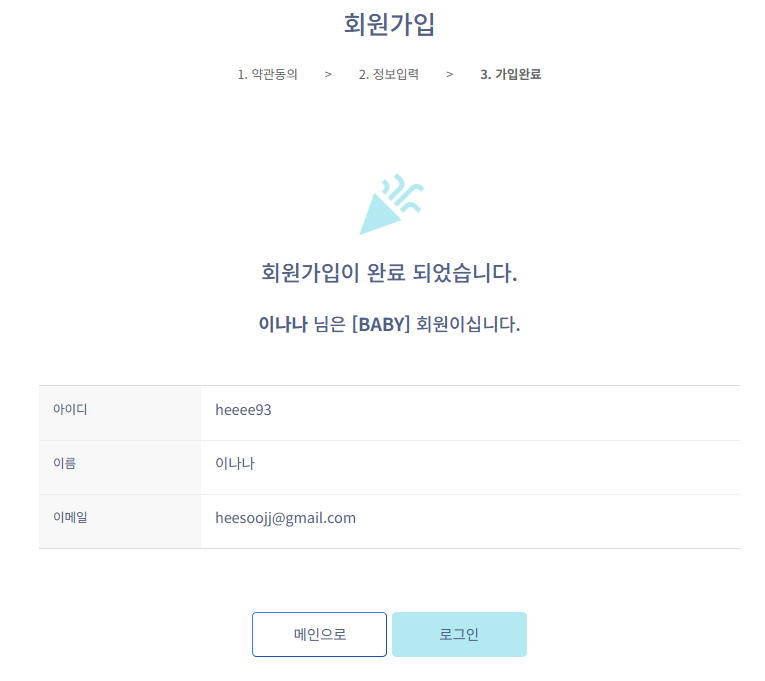 회원가입
1. 약관동의 > 2. 정보입력 > 3. 가입완료
회원가입이 완료 되었습니다.
이나나 님은 [BABY] 회원이십니다.
아이디 heeee93
이름 이나나
이메일 heesoojj@gmail.com
메인으로 로그인